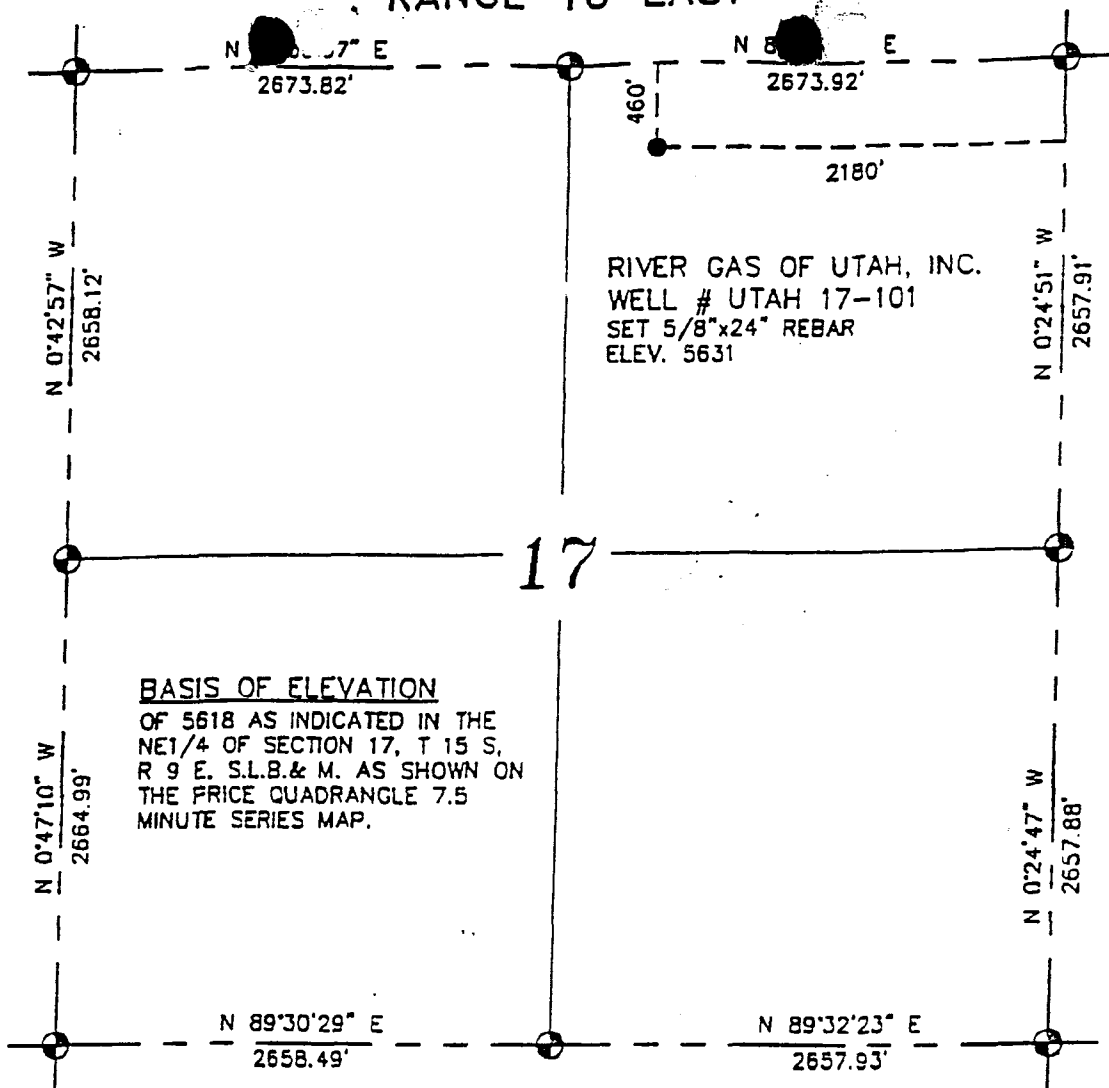 RANGE 10 EAST
N 57" E
2673.82'
N 8 E
2673.92'
460'
2180'
N 0°42'57" W
2658.12'
RIVER GAS OF UTAH, INC.
WELL # UTAH 17-101
SET 5/8"x24" REBAR
ELEV. 5631
N 0°24'51" W
2657.91'
17
BASIS OF ELEVATION
OF 5618 AS INDICATED IN THE
NE1/4 OF SECTION 17, T 15 S,
R 9 E. S.L.B.& M. AS SHOWN ON
THE PRICE QUADRANGLE 7.5
MINUTE SERIES MAP.
N 0°47'10" W
2664.99'
N 0°24'47" W
2657.88'
N 89°30'29" E
2658.49'
N 89°32'23" E
2657.93'